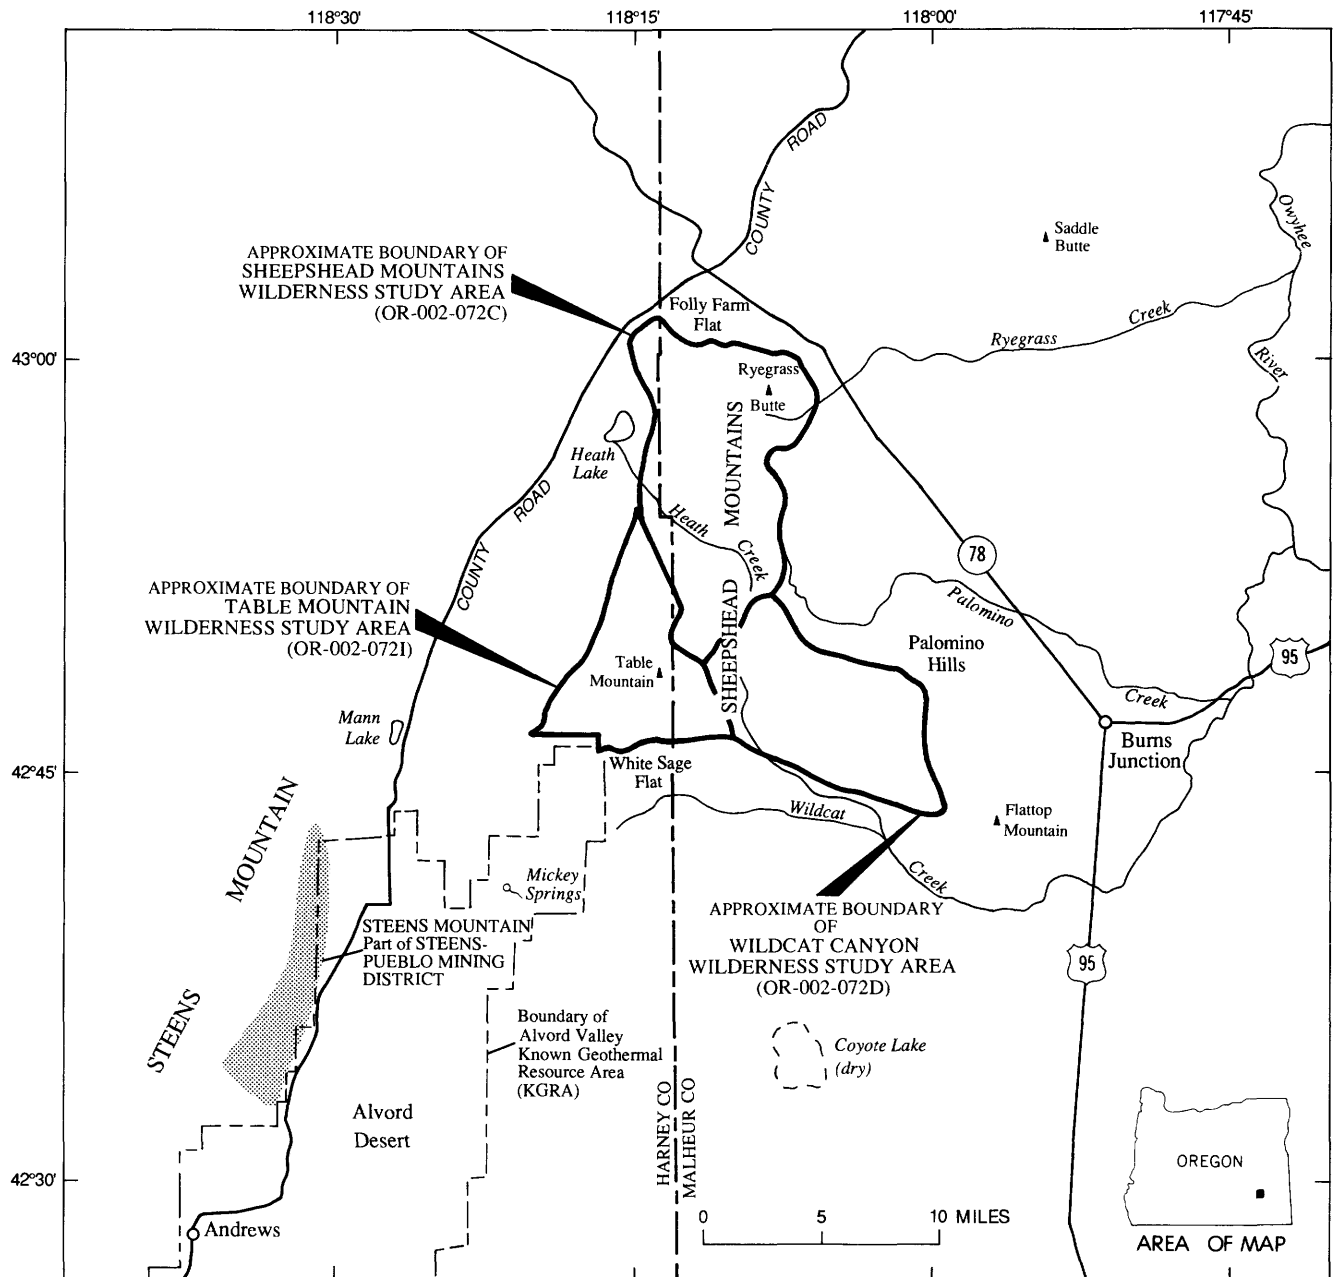 118°30'
118°15'
118°00'
117°45'
COUNTY ROAD
Owyhee
River
Saddle
Butte
APPROXIMATE BOUNDARY OF
SHEEPSHEAD MOUNTAINS
WILDERNESS STUDY AREA
(OR-002-072C)
Folly Farm
Flat
Ryegrass Creek
43°00'
Ryegrass
Butte
Heath
Lake
SHEEPSHEAD MOUNTAINS
COUNTY ROAD
Heath Creek
78
APPROXIMATE BOUNDARY OF
TABLE MOUNTAIN
WILDERNESS STUDY AREA
(OR-002-072I)
Palomino Creek
Palomino
Hills
95
Table
Mountain
Mann
Lake
Burns
Junction
42°45'
White Sage
Flat
Wildcat Creek
Flattop
Mountain
STEENS MOUNTAIN
Mickey
Springs
STEENS MOUNTAIN
Part of STEENS-
PUEBLO MINING
DISTRICT
APPROXIMATE BOUNDARY
OF
WILDCAT CANYON
WILDERNESS STUDY AREA
(OR-002-072D)
95
Boundary of
Alvord Valley
Known Geothermal
Resource Area
(KGRA)
Coyote Lake
(dry)
HARNEY CO
MALHEUR CO
Alvord
Desert
42°30'
Andrews
0 5 10 MILES
OREGON
AREA OF MAP